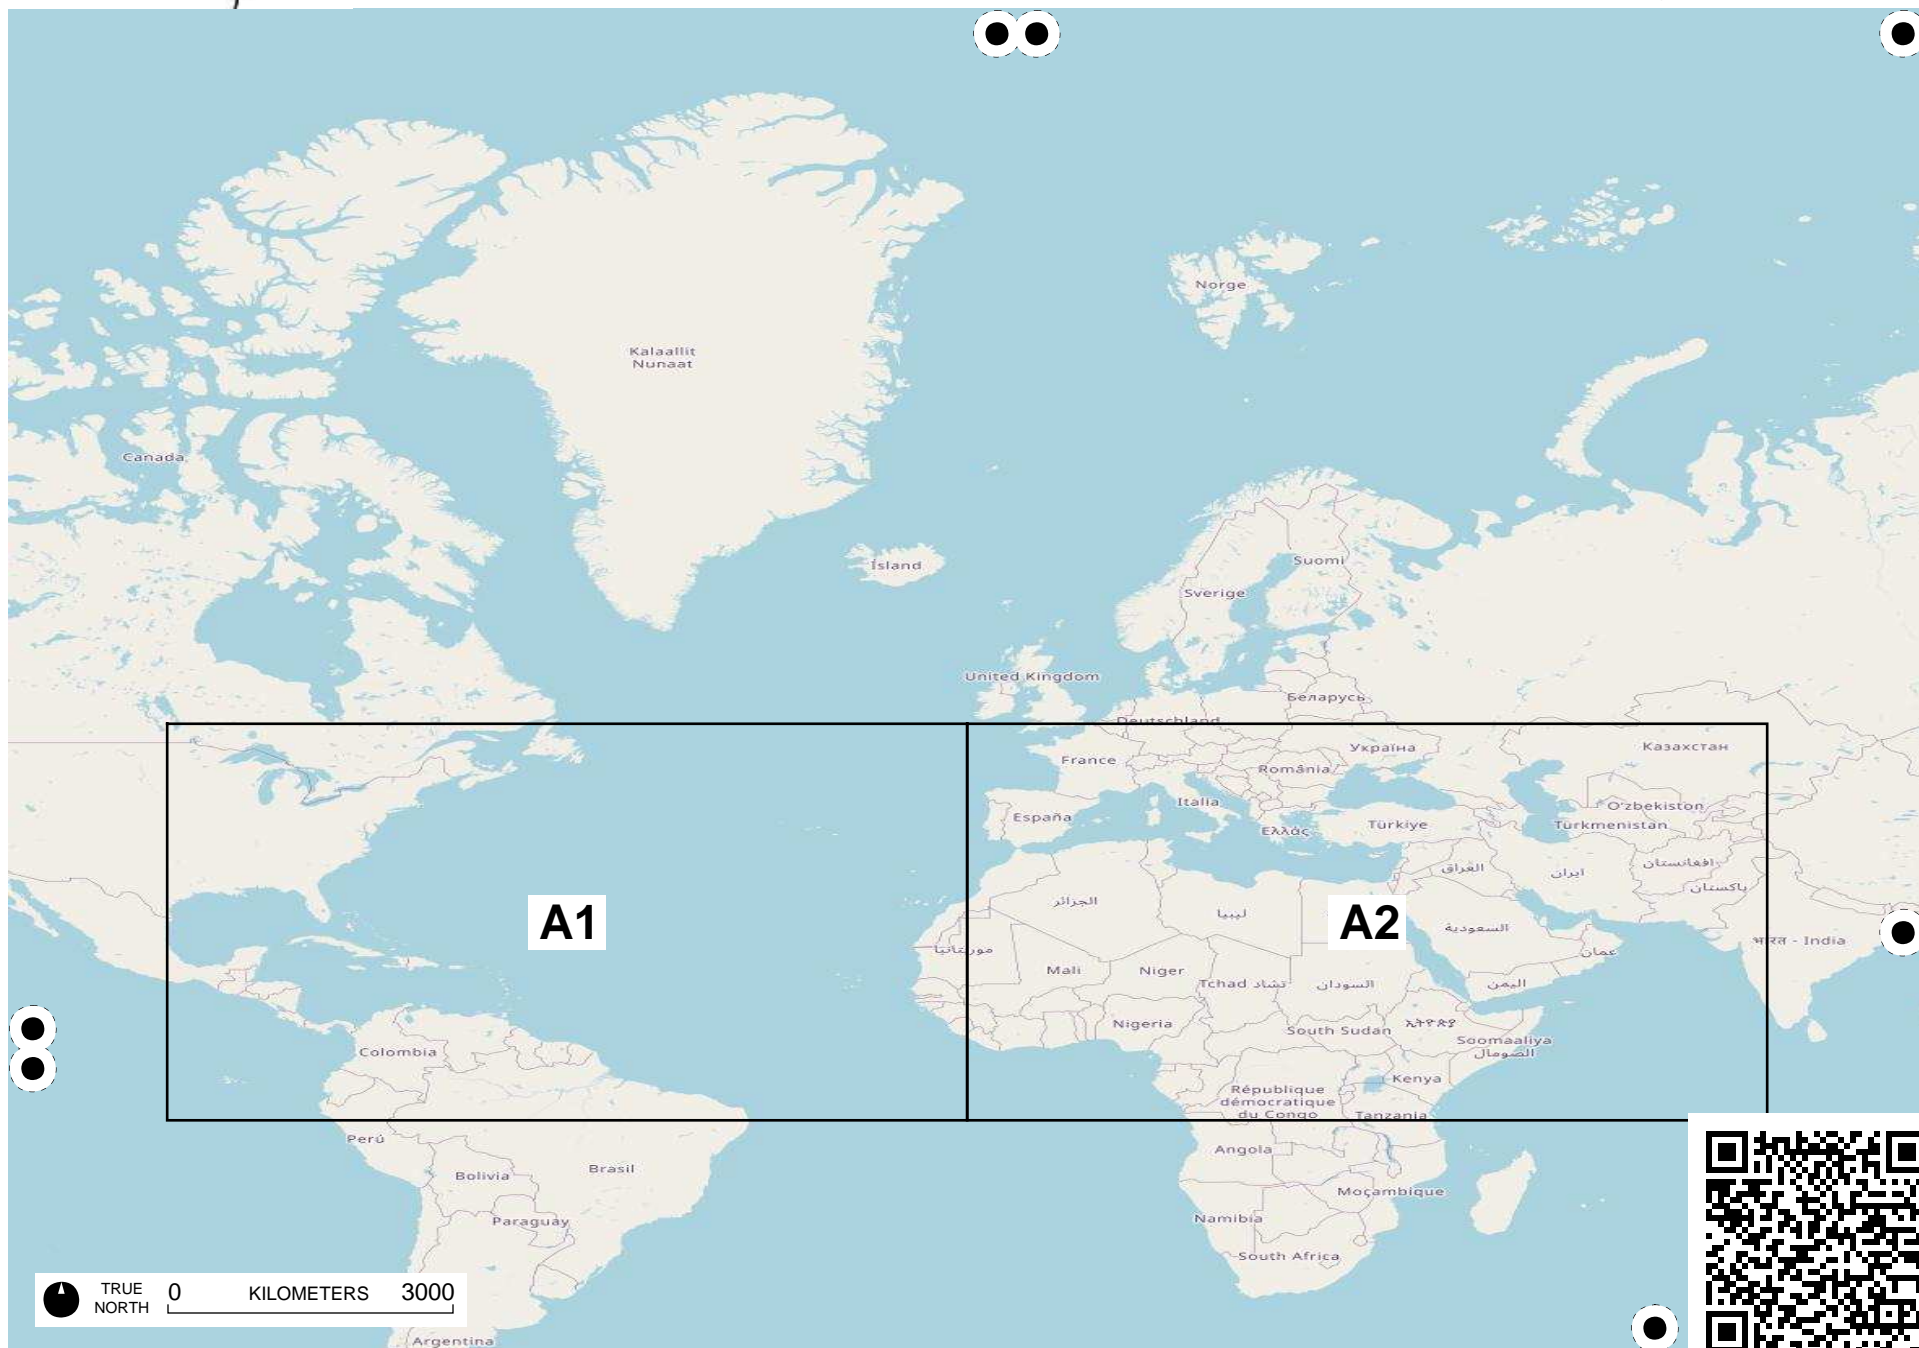 Norge
Kalaallit
Nunaat
Canada
Ísland
Suomi
Sverige
United Kingdom
Беларусь
Deutschland
Україна
Казахстан
France
România
Italia
O'zbekiston
España
Ελλάς
Türkiye
Türkmenistan
العراق
ايران
افغانستان
پاکستان
الجزائر
ليبيا
A1
A2
السعودية
भारत - India
موريتانيا
عمان
Mali
Niger
Tchad تشاد
السودان
اليمن
Nigeria
South Sudan
ኢትዮጵያ
Soomaaliya
الصومال
Colombia
Kenya
République
démocratique
du Congo
Tanzania
Perú
Angola
Bolivia
Brasil
Moçambique
Paraguay
Namibia
South Africa
TRUE
NORTH
0 KILOMETERS 3000
Argentina